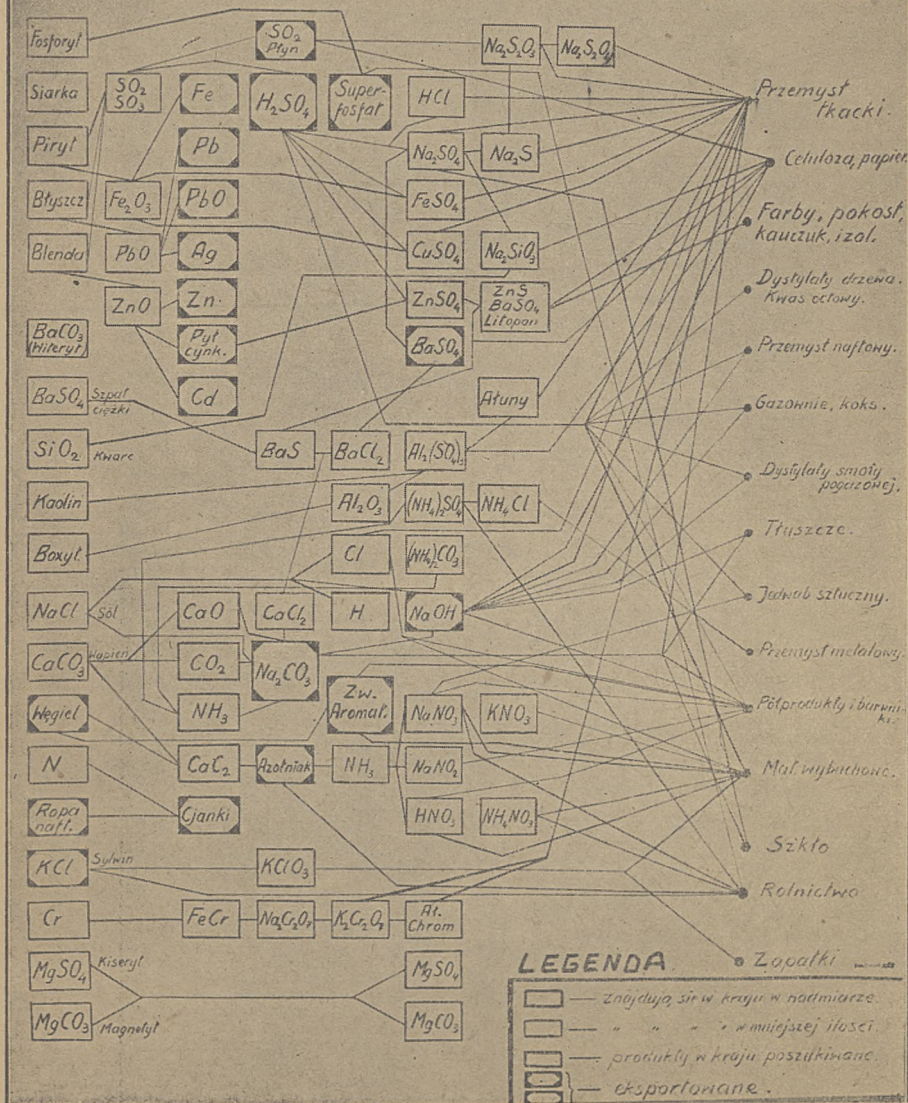 Fosforyt
SO2
Płyn
Na2S2O3
Na2S2O4
Siarka
SO2
SO3
Fe
H2SO4
Super-
fosfat
HCl
Przemysł
tkacki.
Piryt
Pb
Na2SO4
Na2S
Celuloza, papier
Błyszcz
Fe2O3
PbO
FeSO4
Farby, pokost,
kauczuk, izol.
Blenda
PbO
Ag
CuSO4
Na2SiO3
ZnO
Zn
ZnSO4
ZnS
BaSO4
Litopon
Dystylaty drzewa.
Kwas octowy.
BaCO3
(Witeryt)
Pył
cynk.
BaSO4
Przemysł naftowy.
BaSO4
Szpat
ciężki
Cd
Ałuny
Gazownie, koks.
SiO2
Kwarc
BaS
BaCl2
Al2(SO4)3
Dystylaty smoły
pogazowej.
Kaolin
Al2O3
(NH4)2SO4
NH4Cl
Boxyt
Cl
(NH4)2CO3
Tłuszcze.
NaCl
Sól
CaO
CaCl2
H
NaOH
Jedwab sztuczny.
CaCO3
Wapień
CO2
Na2CO3
Przemysł metalowy.
Węgiel
NH3
Zw.
Aromat.
NaNO3
KNO3
Półprodukty i barwni-
ki.
N
CaC2
Azotniak
NH3
NaNO2
Mat. wybuchowe.
Ropa
naft.
Cjanki
HNO3
NH4NO3
Szkło
KCl
Sylwin
KClO3
Rolnictwo
Cr
FeCr
Na2Cr2O7
K2Cr2O7
Ał.
Chrom
MgSO4
Kiseryt
MgSO4
Zapałki
MgCO3
Magnetyt
MgCO3
LEGENDA
— znajdują się w kraju w nadmiarze.
— " " " " w mniejszej ilości
— produkty w kraju poszukiwane.
— eksportowane.